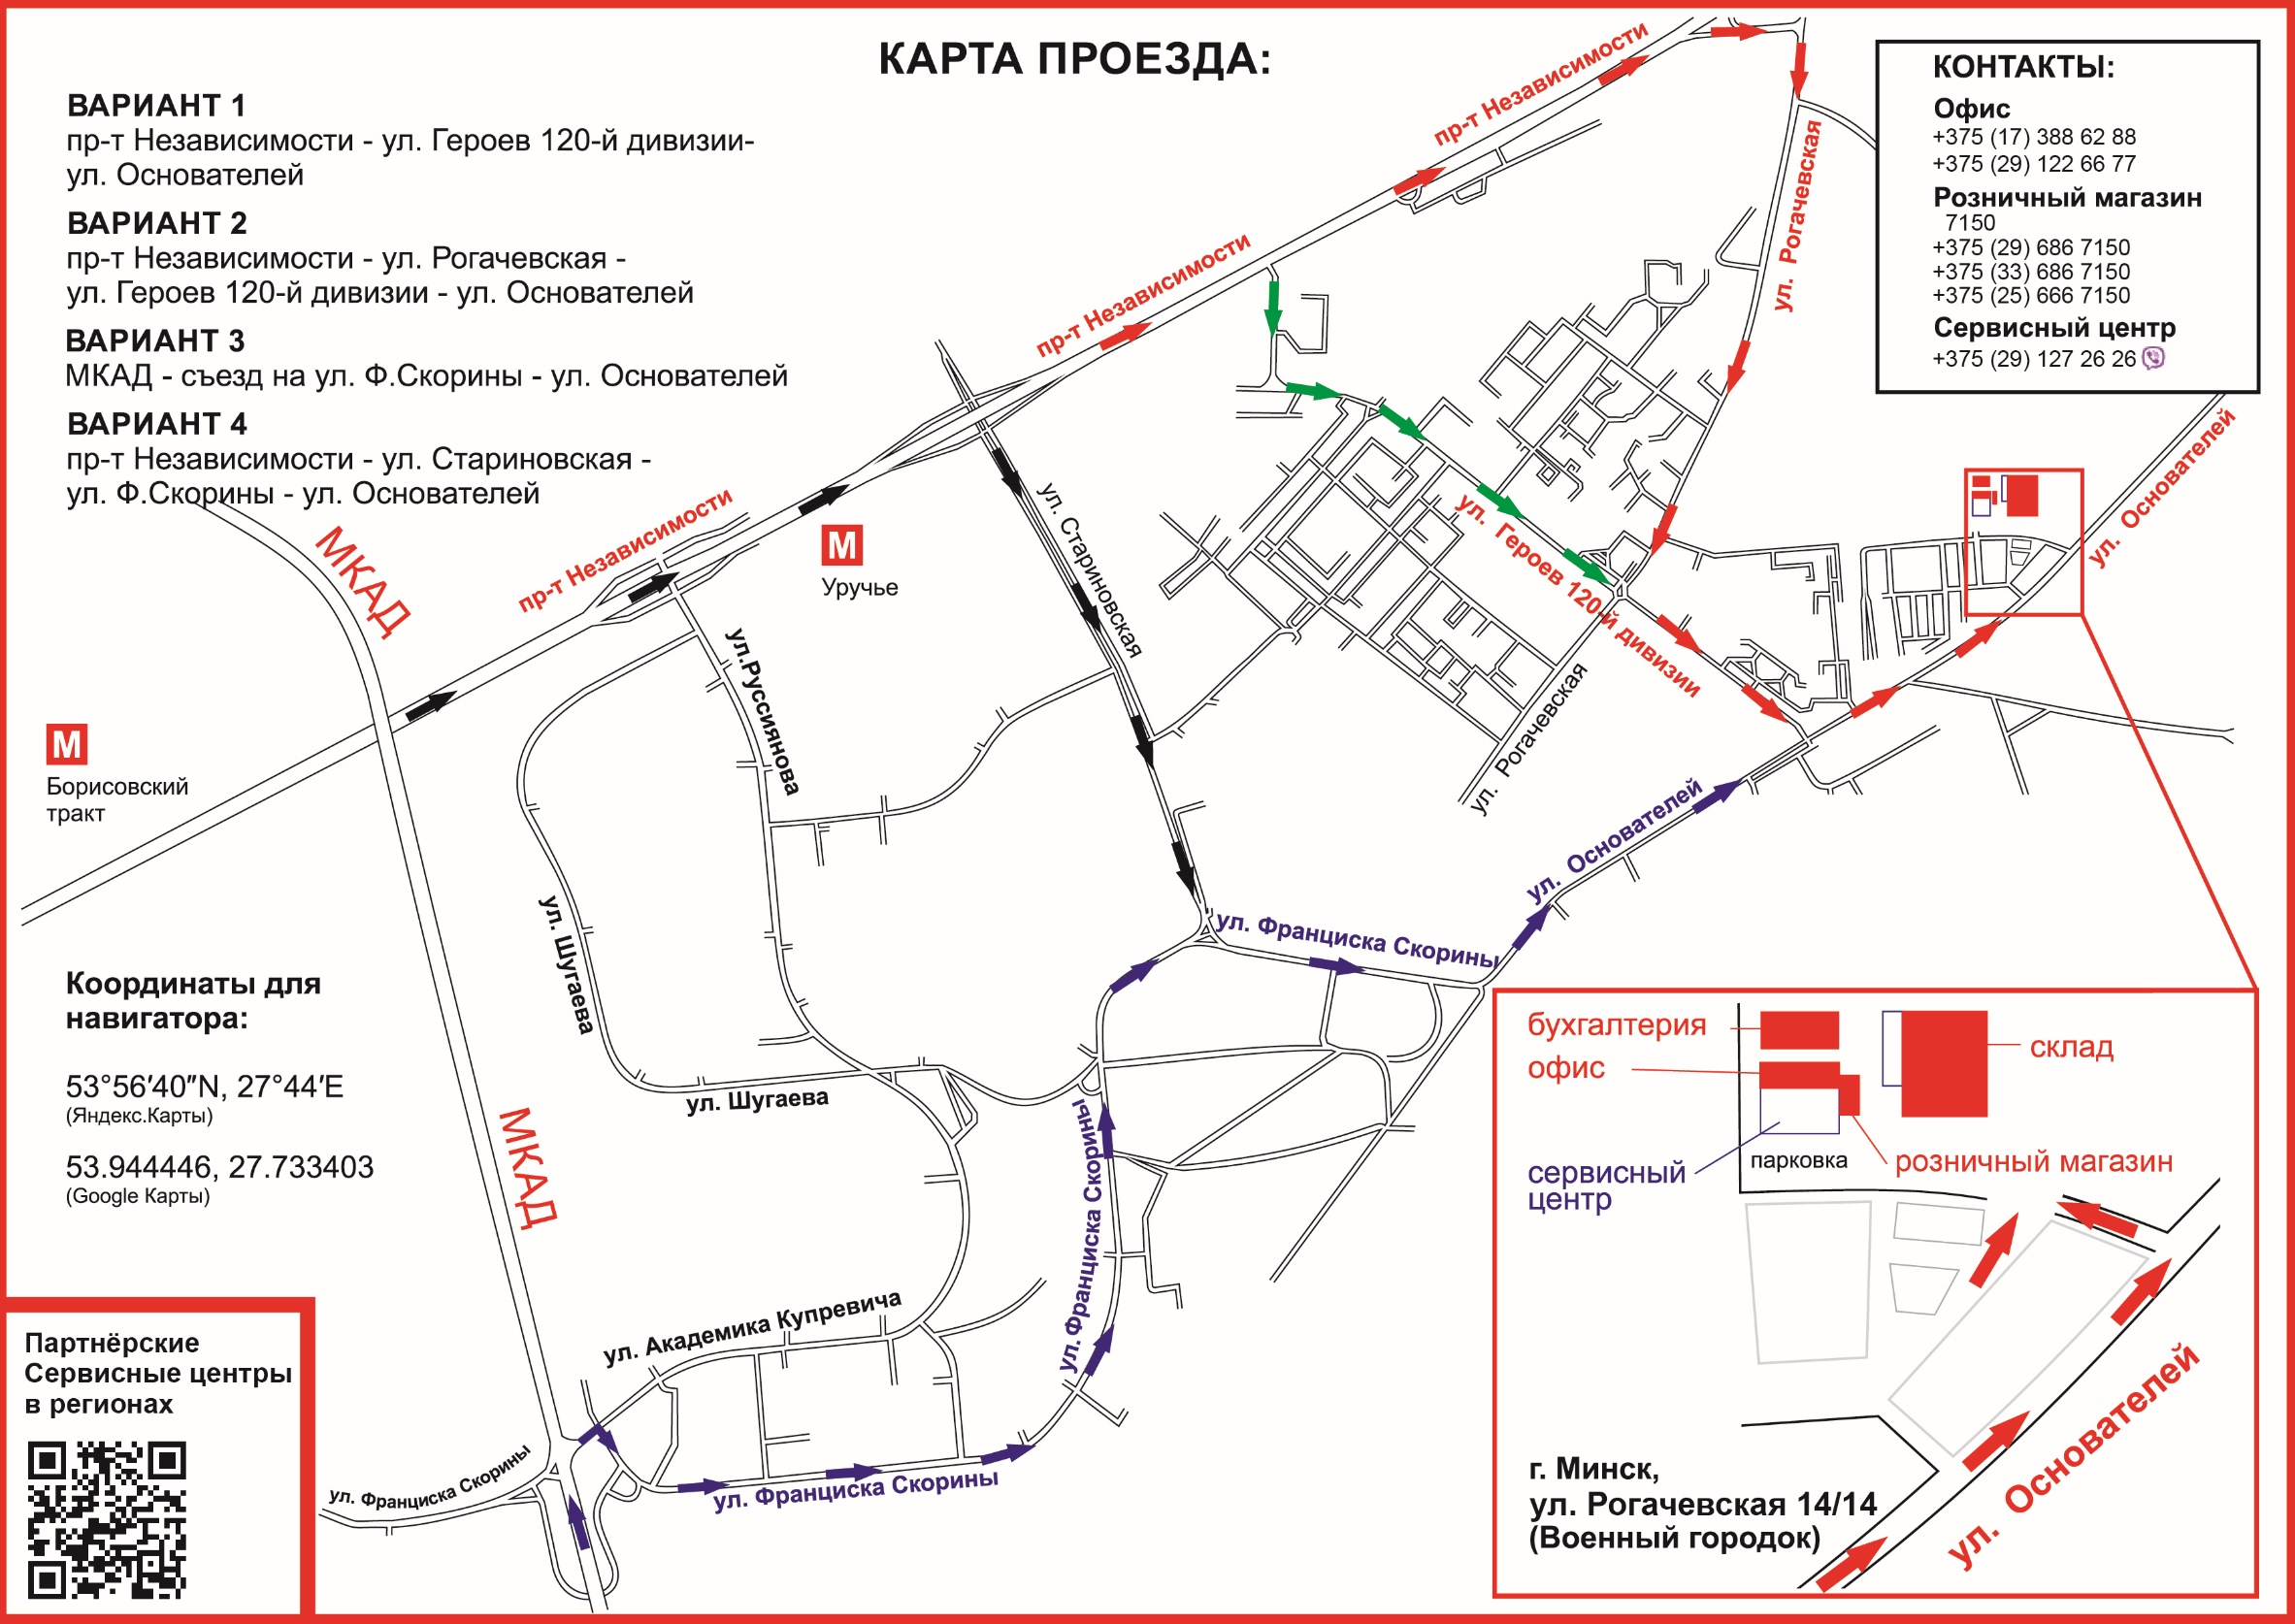 КАРТА ПРОЕЗДА:
ВАРИАНТ 1
пр-т Независимости - ул. Героев 120-й дивизии-
ул. Основателей
ВАРИАНТ 2
пр-т Независимости - ул. Рогачевская -
ул. Героев 120-й дивизии - ул. Основателей
ВАРИАНТ 3
МКАД - съезд на ул. Ф.Скорины - ул. Основателей
ВАРИАНТ 4
пр-т Независимости - ул. Стариновская -
ул. Ф.Скорины - ул. Основателей
КОНТАКТЫ:
Офис
+375 (17) 388 62 88
+375 (29) 122 66 77
Розничный магазин
7150
+375 (29) 686 7150
+375 (33) 686 7150
+375 (25) 666 7150
Сервисный центр
+375 (29) 127 26 26
пр-т Независимости
пр-т Независимости
пр-т Независимости
ул. Рогачевская
ул. Основателей
МКАД
М
Уручье
ул. Стариновская
ул. Героев 120-й дивизии
ул.Руссиянова
ул. Рогачевская
М
Борисовский
тракт
ул. Основателей
ул. Шугаева
ул. Франциска Скорины
Координаты для
навигатора:
53°56′40″N, 27°44′E
(Яндекс.Карты)
53.944446, 27.733403
(Google Карты)
МКАД
ул. Шугаева
ул. Франциска Скорины
ул. Академика Купревича
ул. Франциска Скорины
ул. Франциска Скорины
Партнёрские
Сервисные центры
в регионах
бухгалтерия
офис
склад
сервисный
центр
парковка
розничный магазин
ул. Основателей
г. Минск,
ул. Рогачевская 14/14
(Военный городок)